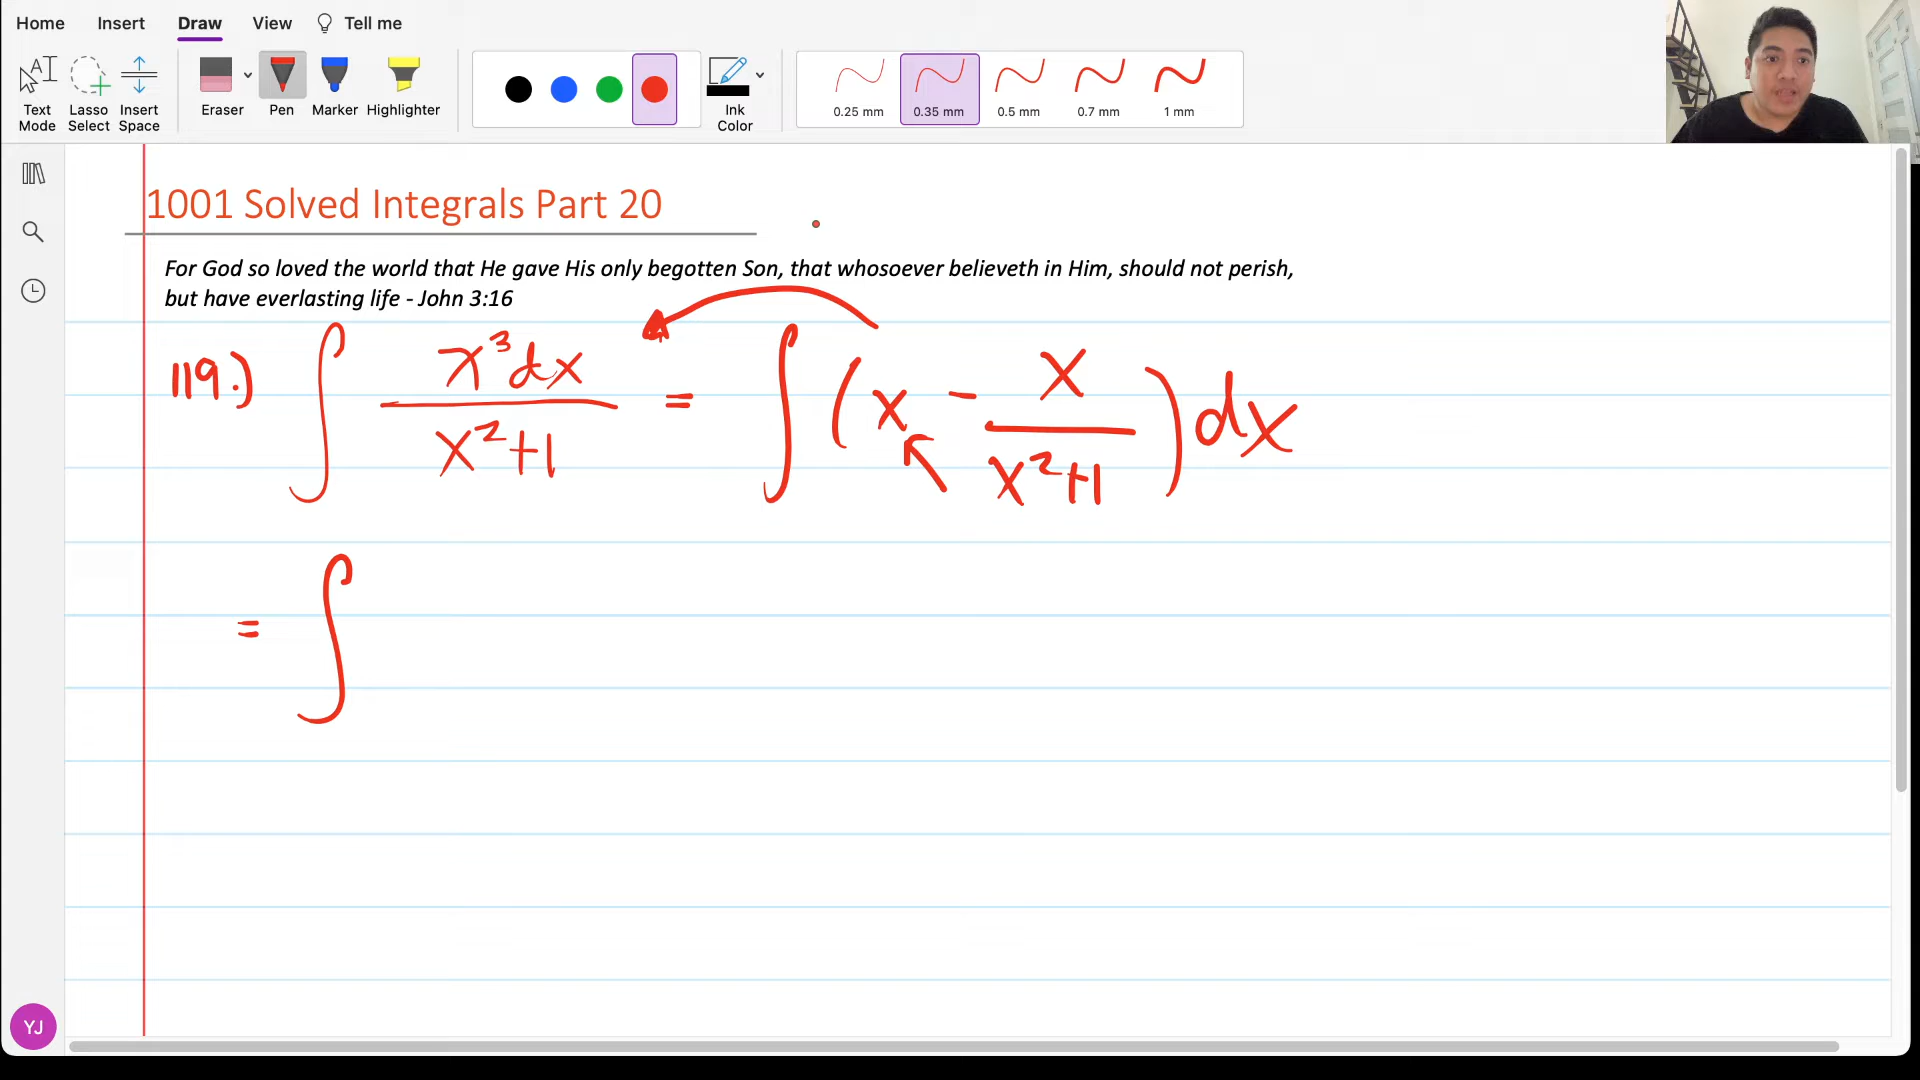 Home Insert Draw View Tell me
Text Mode
Lasso Select
Insert Space
Eraser
Pen
Marker
Highlighter
Ink Color
0.25 mm
0.35 mm
0.5 mm
0.7 mm
1 mm
1001 Solved Integrals Part 20
For God so loved the world that He gave His only begotten Son, that whosoever believeth in Him, should not perish,
but have everlasting life - John 3:16
119.) ∫ x³dx / x²+1 = ∫ (x - x / x²+1) dx
= ∫
YJ